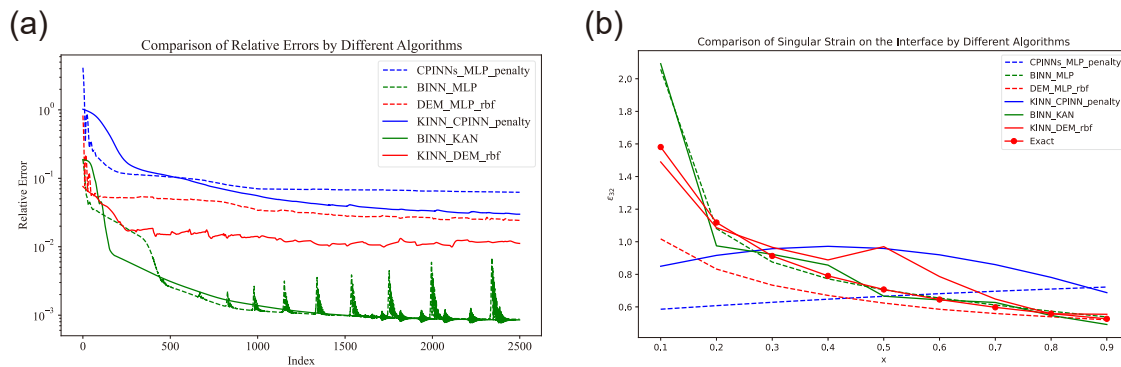 (a)
Comparison of Relative Errors by Different Algorithms
CPINNs_MLP_penalty
BINN_MLP
DEM_MLP_rbf
KINN_CPINN_penalty
BINN_KAN
KINN_DEM_rbf
Relative Error
10⁰
10⁻¹
10⁻²
10⁻³
0 500 1000 1500 2000 2500
Index
(b)
Comparison of Singular Strain on the Interface by Different Algorithms
CPINNs_MLP_penalty
BINN_MLP
DEM_MLP_rbf
KINN_CPINN_penalty
BINN_KAN
KINN_DEM_rbf
Exact
ε₃₂
2,0
1,8
1,6
1,4
1,2
1,0
0,8
0,6
0,1 0,2 0,3 0,4 0,5 0,6 0,7 0,8 0,9
x